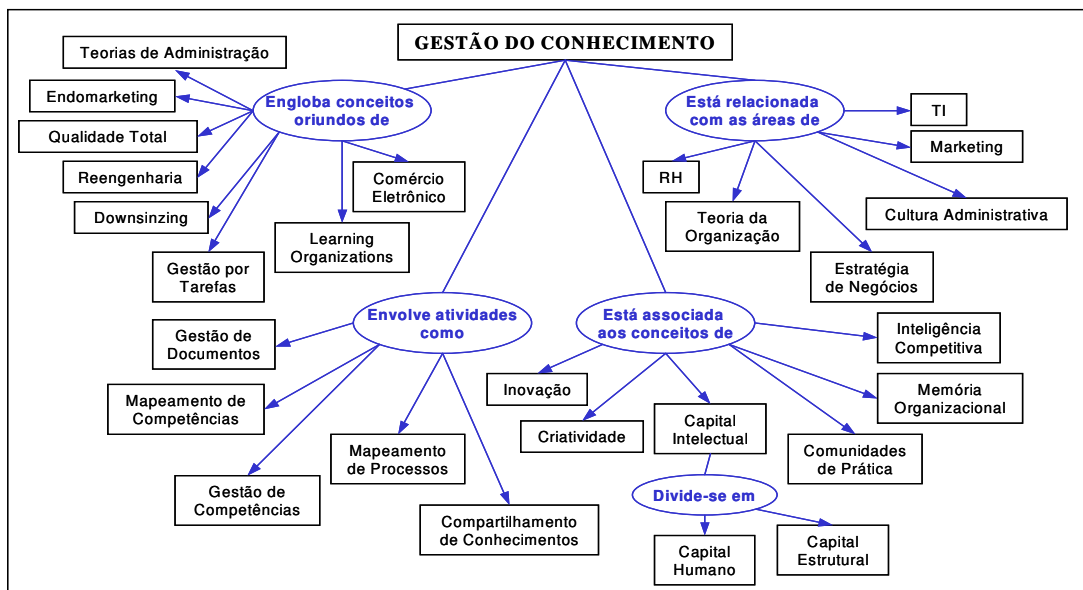 GESTÃO DO CONHECIMENTO
Teorias de Administração
Endomarketing
Qualidade Total
Reengenharia
Downsinzing
Gestão por
Tarefas
Engloba conceitos
oriundos de
Comércio
Eletrônico
Learning
Organizations
Está relacionada
com as áreas de
TI
Marketing
RH
Teoria da
Organização
Cultura Administrativa
Estratégia
de Negócios
Envolve atividades
como
Gestão de
Documentos
Mapeamento de
Competências
Gestão de
Competências
Mapeamento
de Processos
Compartilhamento
de Conhecimentos
Está associada
aos conceitos de
Inovação
Criatividade
Capital
Intelectual
Inteligência
Competitiva
Memória
Organizacional
Comunidades
de Prática
Divide-se em
Capital
Humano
Capital
Estrutural